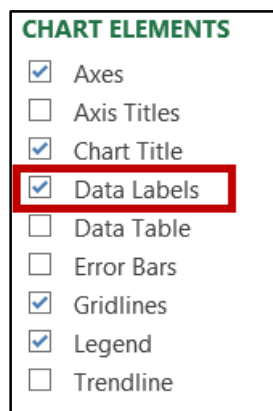 CHART ELEMENTS
Axes
Axis Titles
Chart Title
Data Labels
Data Table
Error Bars
Gridlines
Legend
Trendline